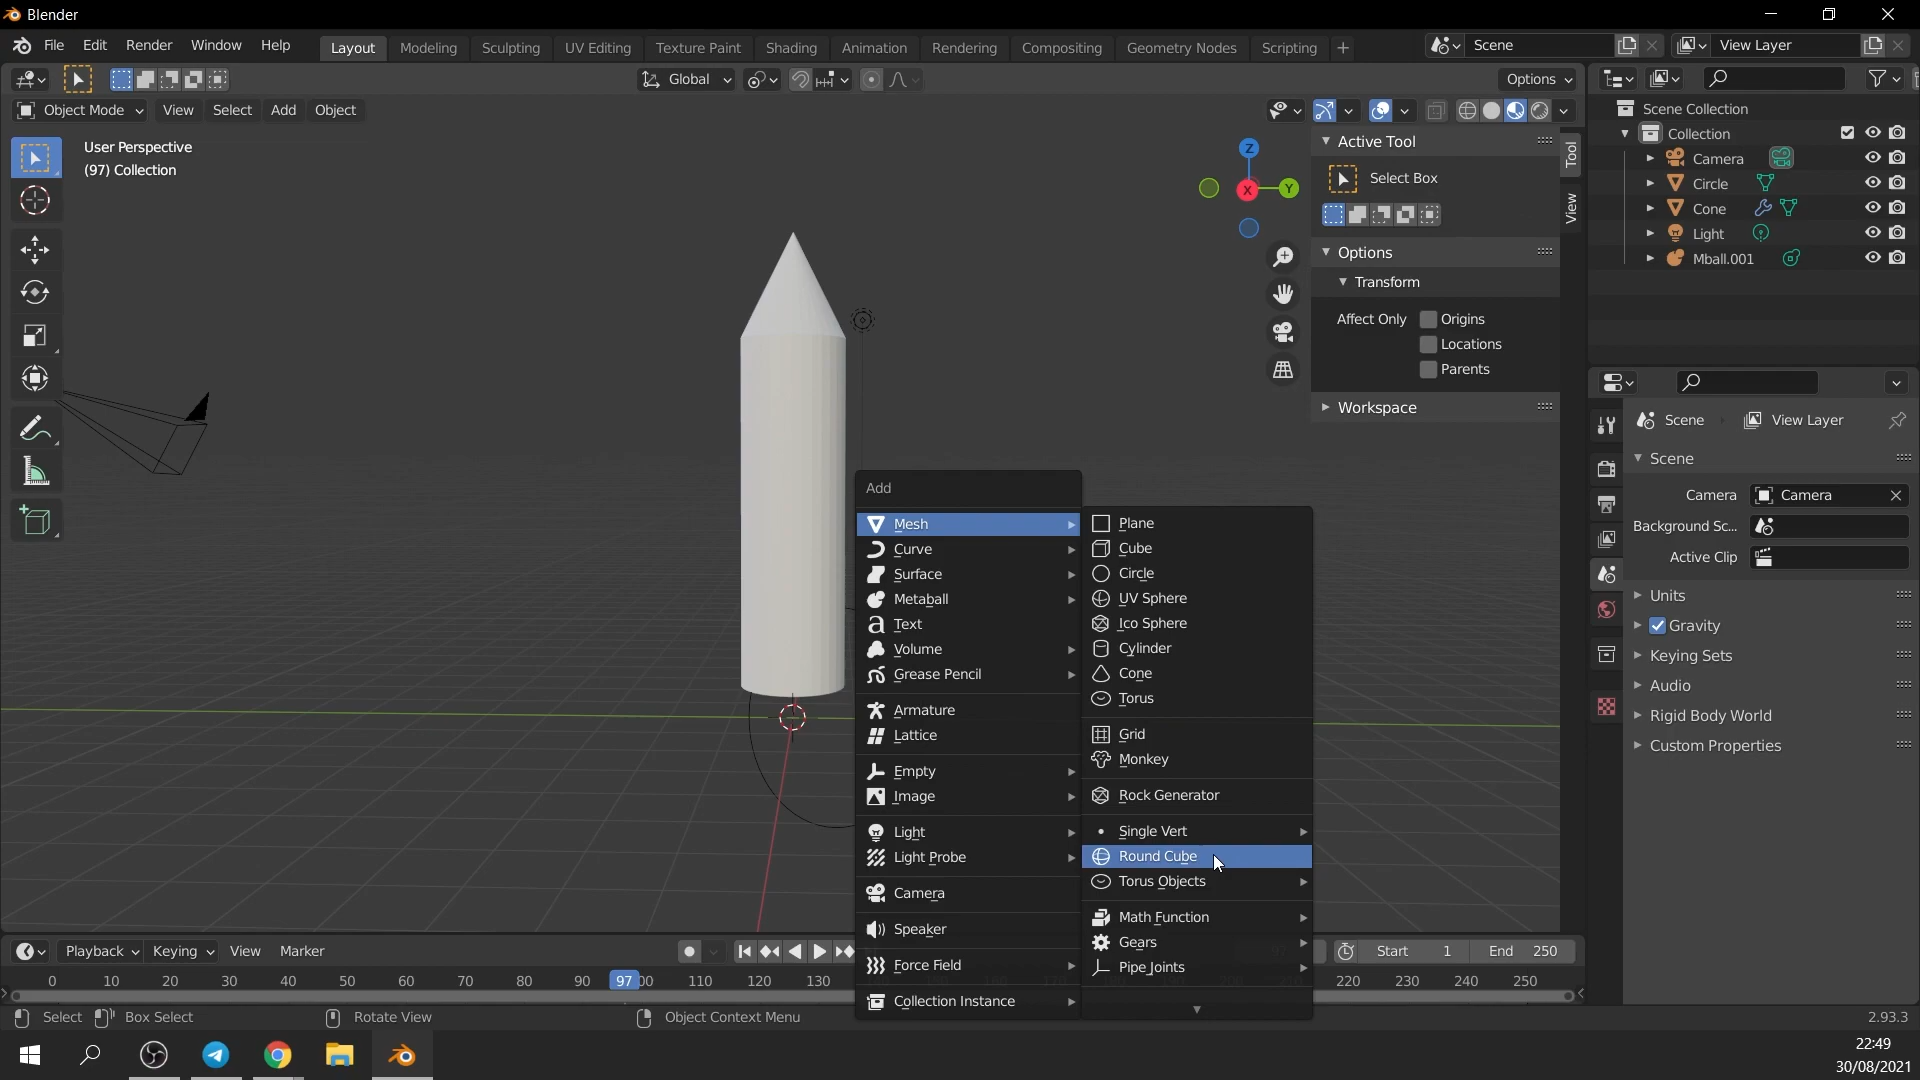 Blender
File Edit Render Window Help
Layout Modeling Sculpting UV Editing Texture Paint Shading Animation Rendering Compositing Geometry Nodes Scripting +
Scene
View Layer
Global
Options
Object Mode View Select Add Object
User Perspective
(97) Collection
Z
X
Y
Active Tool
Select Box
Options
Transform
Affect Only Origins
Locations
Parents
Workspace
Tool
View
Scene Collection
Collection
Camera
Circle
Cone
Light
Mball.001
Scene View Layer
Scene
Camera Camera
Background Sc...
Active Clip
Units
Gravity
Keying Sets
Audio
Rigid Body World
Custom Properties
Add
Mesh
Curve
Surface
Metaball
Text
Volume
Grease Pencil
Armature
Lattice
Empty
Image
Light
Light Probe
Camera
Speaker
Force Field
Collection Instance
Plane
Cube
Circle
UV Sphere
Ico Sphere
Cylinder
Cone
Torus
Grid
Monkey
Rock Generator
Single Vert
Round Cube
Torus Objects
Math Function
Gears
Pipe Joints
Playback Keying View Marker
Start 1 End 250
0 10 20 30 40 50 60 70 80 90 97 110 120 130 220 230 240 250
Select Box Select Rotate View Object Context Menu
2.93.3
22:49
30/08/2021